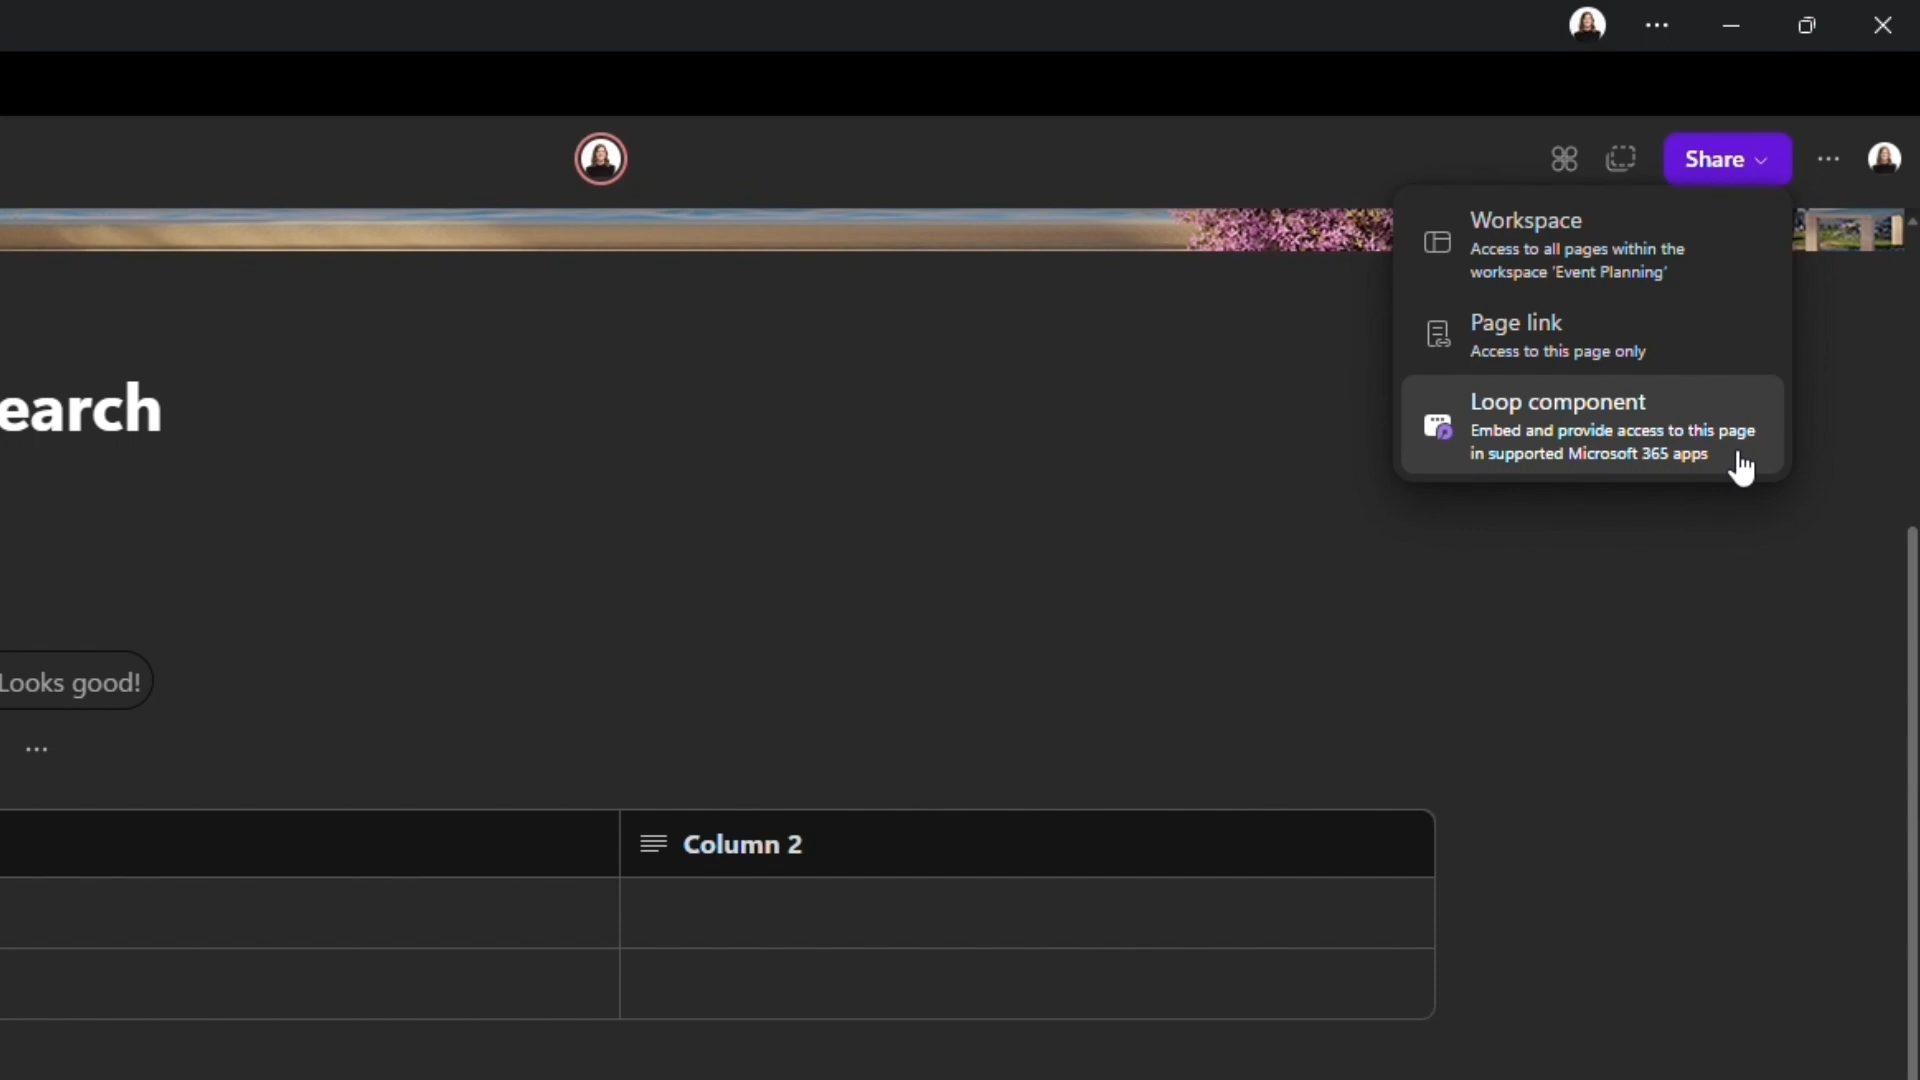 Share
Workspace
Access to all pages within the
workspace 'Event Planning'
Page link
Access to this page only
Loop component
Embed and provide access to this page
in supported Microsoft 365 apps
earch
Looks good!
Column 2